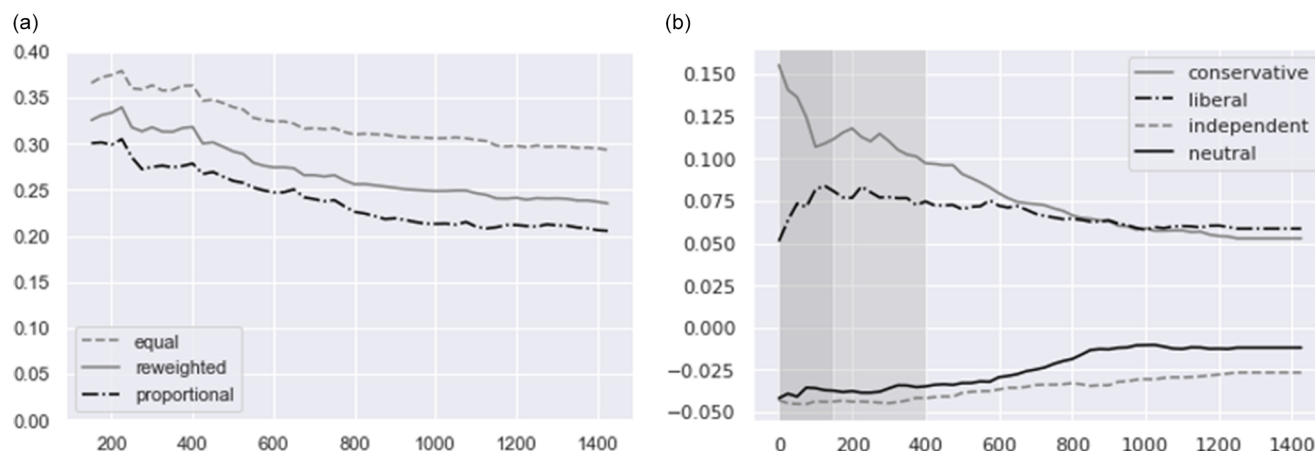 (a)
0.40
0.35
0.30
0.25
0.20
0.15
0.10
0.05
0.00
equal
reweighted
proportional
200 400 600 800 1000 1200 1400
(b)
0.150
0.125
0.100
0.075
0.050
0.025
0.000
−0.025
−0.050
conservative
liberal
independent
neutral
0 200 400 600 800 1000 1200 1400